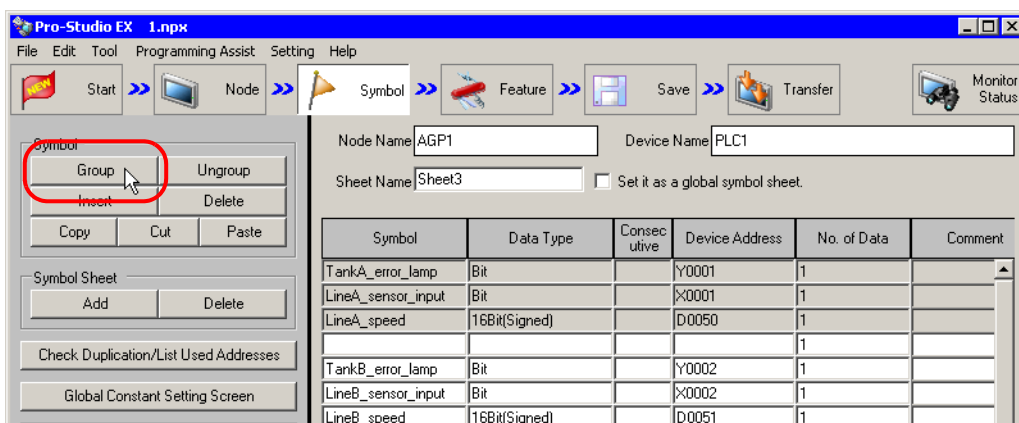 Pro-Studio EX 1.npx
File Edit Tool Programming Assist Setting Help
NEW Start Node Symbol Feature Save Transfer Monitor Status
Symbol
Group Ungroup
Insert Delete
Copy Cut Paste
Symbol Sheet
Add Delete
Check Duplication/List Used Addresses
Global Constant Setting Screen
Node Name AGP1 Device Name PLC1
Sheet Name Sheet3 Set it as a global symbol sheet.
Symbol Data Type Consecutive Device Address No. of Data Comment
TankA_error_lamp Bit Y0001 1
LineA_sensor_input Bit X0001 1
LineA_speed 16Bit(Signed) D0050 1
1
TankB_error_lamp Bit Y0002 1
LineB_sensor_input Bit X0002 1
LineB_speed 16Bit(Signed) D0051 1